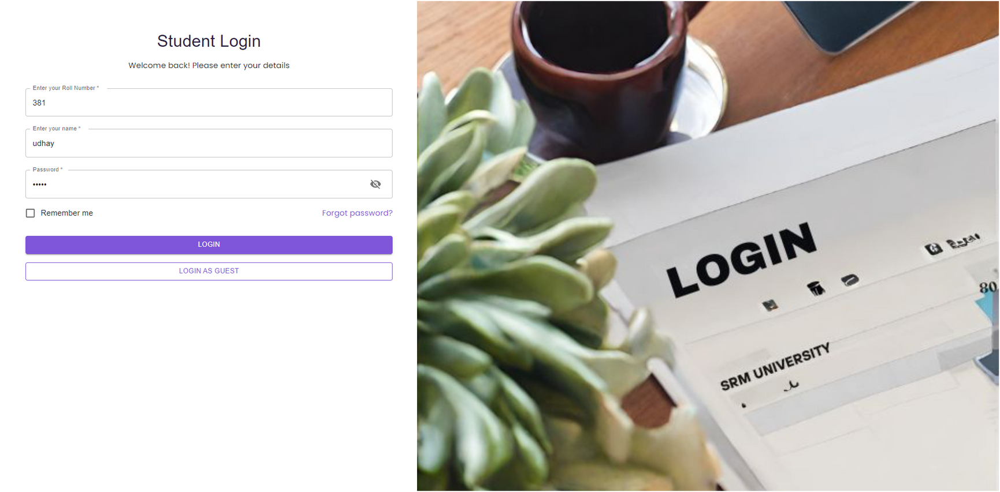 Student Login
Welcome back! Please enter your details
Enter your Roll Number *
381
Enter your name *
udhay
Password *
•••••
Remember me
Forgot password?
LOGIN
LOGIN AS GUEST
LOGIN
80
SRM UNIVERSITY